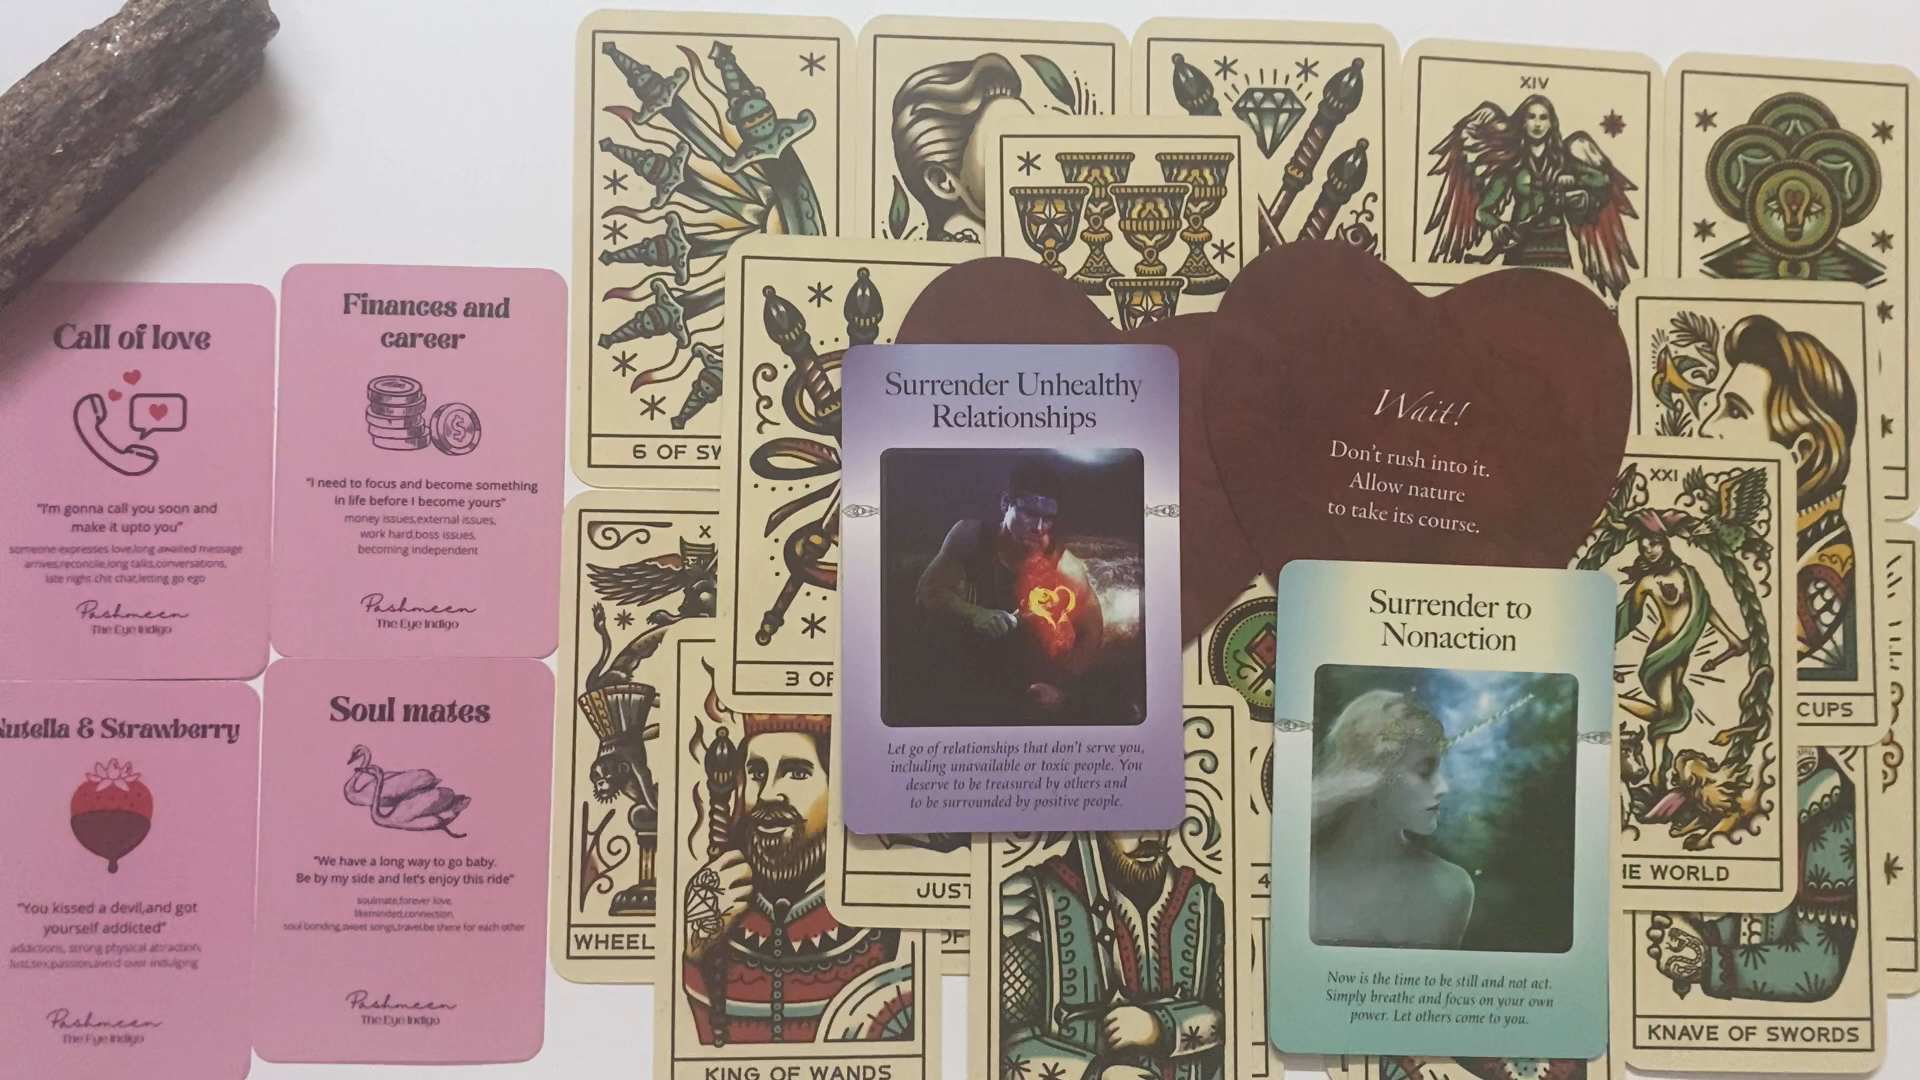 Call of love
"I'm gonna call you soon and
make it upto you"
someone expresses love,long awaited message
arrives,reconcile,long talks,conversations,
late night chit chat,letting go ego
Pashmeen
The Eye Indigo
Finances and
career
"I need to focus and become something
in life before I become yours"
money issues,external issues,
work hard,boss issues,
becoming independent
Pashmeen
The Eye Indigo
Nutella & Strawberry
"You kissed a devil,and got
yourself addicted"
addictions, strong physical attraction,
lust,sex,passion,avoid over-indulging
Pashmeen
The Eye Indigo
Soul mates
"We have a long way to go baby.
Be by my side and let's enjoy this ride"
soulmate,forever love,
likeminded,connection,
soul bonding,sweet songs,travel,be there for each other
Pashmeen
The Eye Indigo
6 OF SW
XIV
3 OF
X
WHEEL
KING OF WANDS
JUST
OF
4
Surrender Unhealthy
Relationships
Let go of relationships that don't serve you,
including unavailable or toxic people. You
deserve to be treasured by others and
to be surrounded by positive people.
Wait!
Don't rush into it.
Allow nature
to take its course.
Surrender to
Nonaction
Now is the time to be still and not act.
Simply breathe and focus on your own
power. Let others come to you.
XXI
HE WORLD
CUPS
KNAVE OF SWORDS